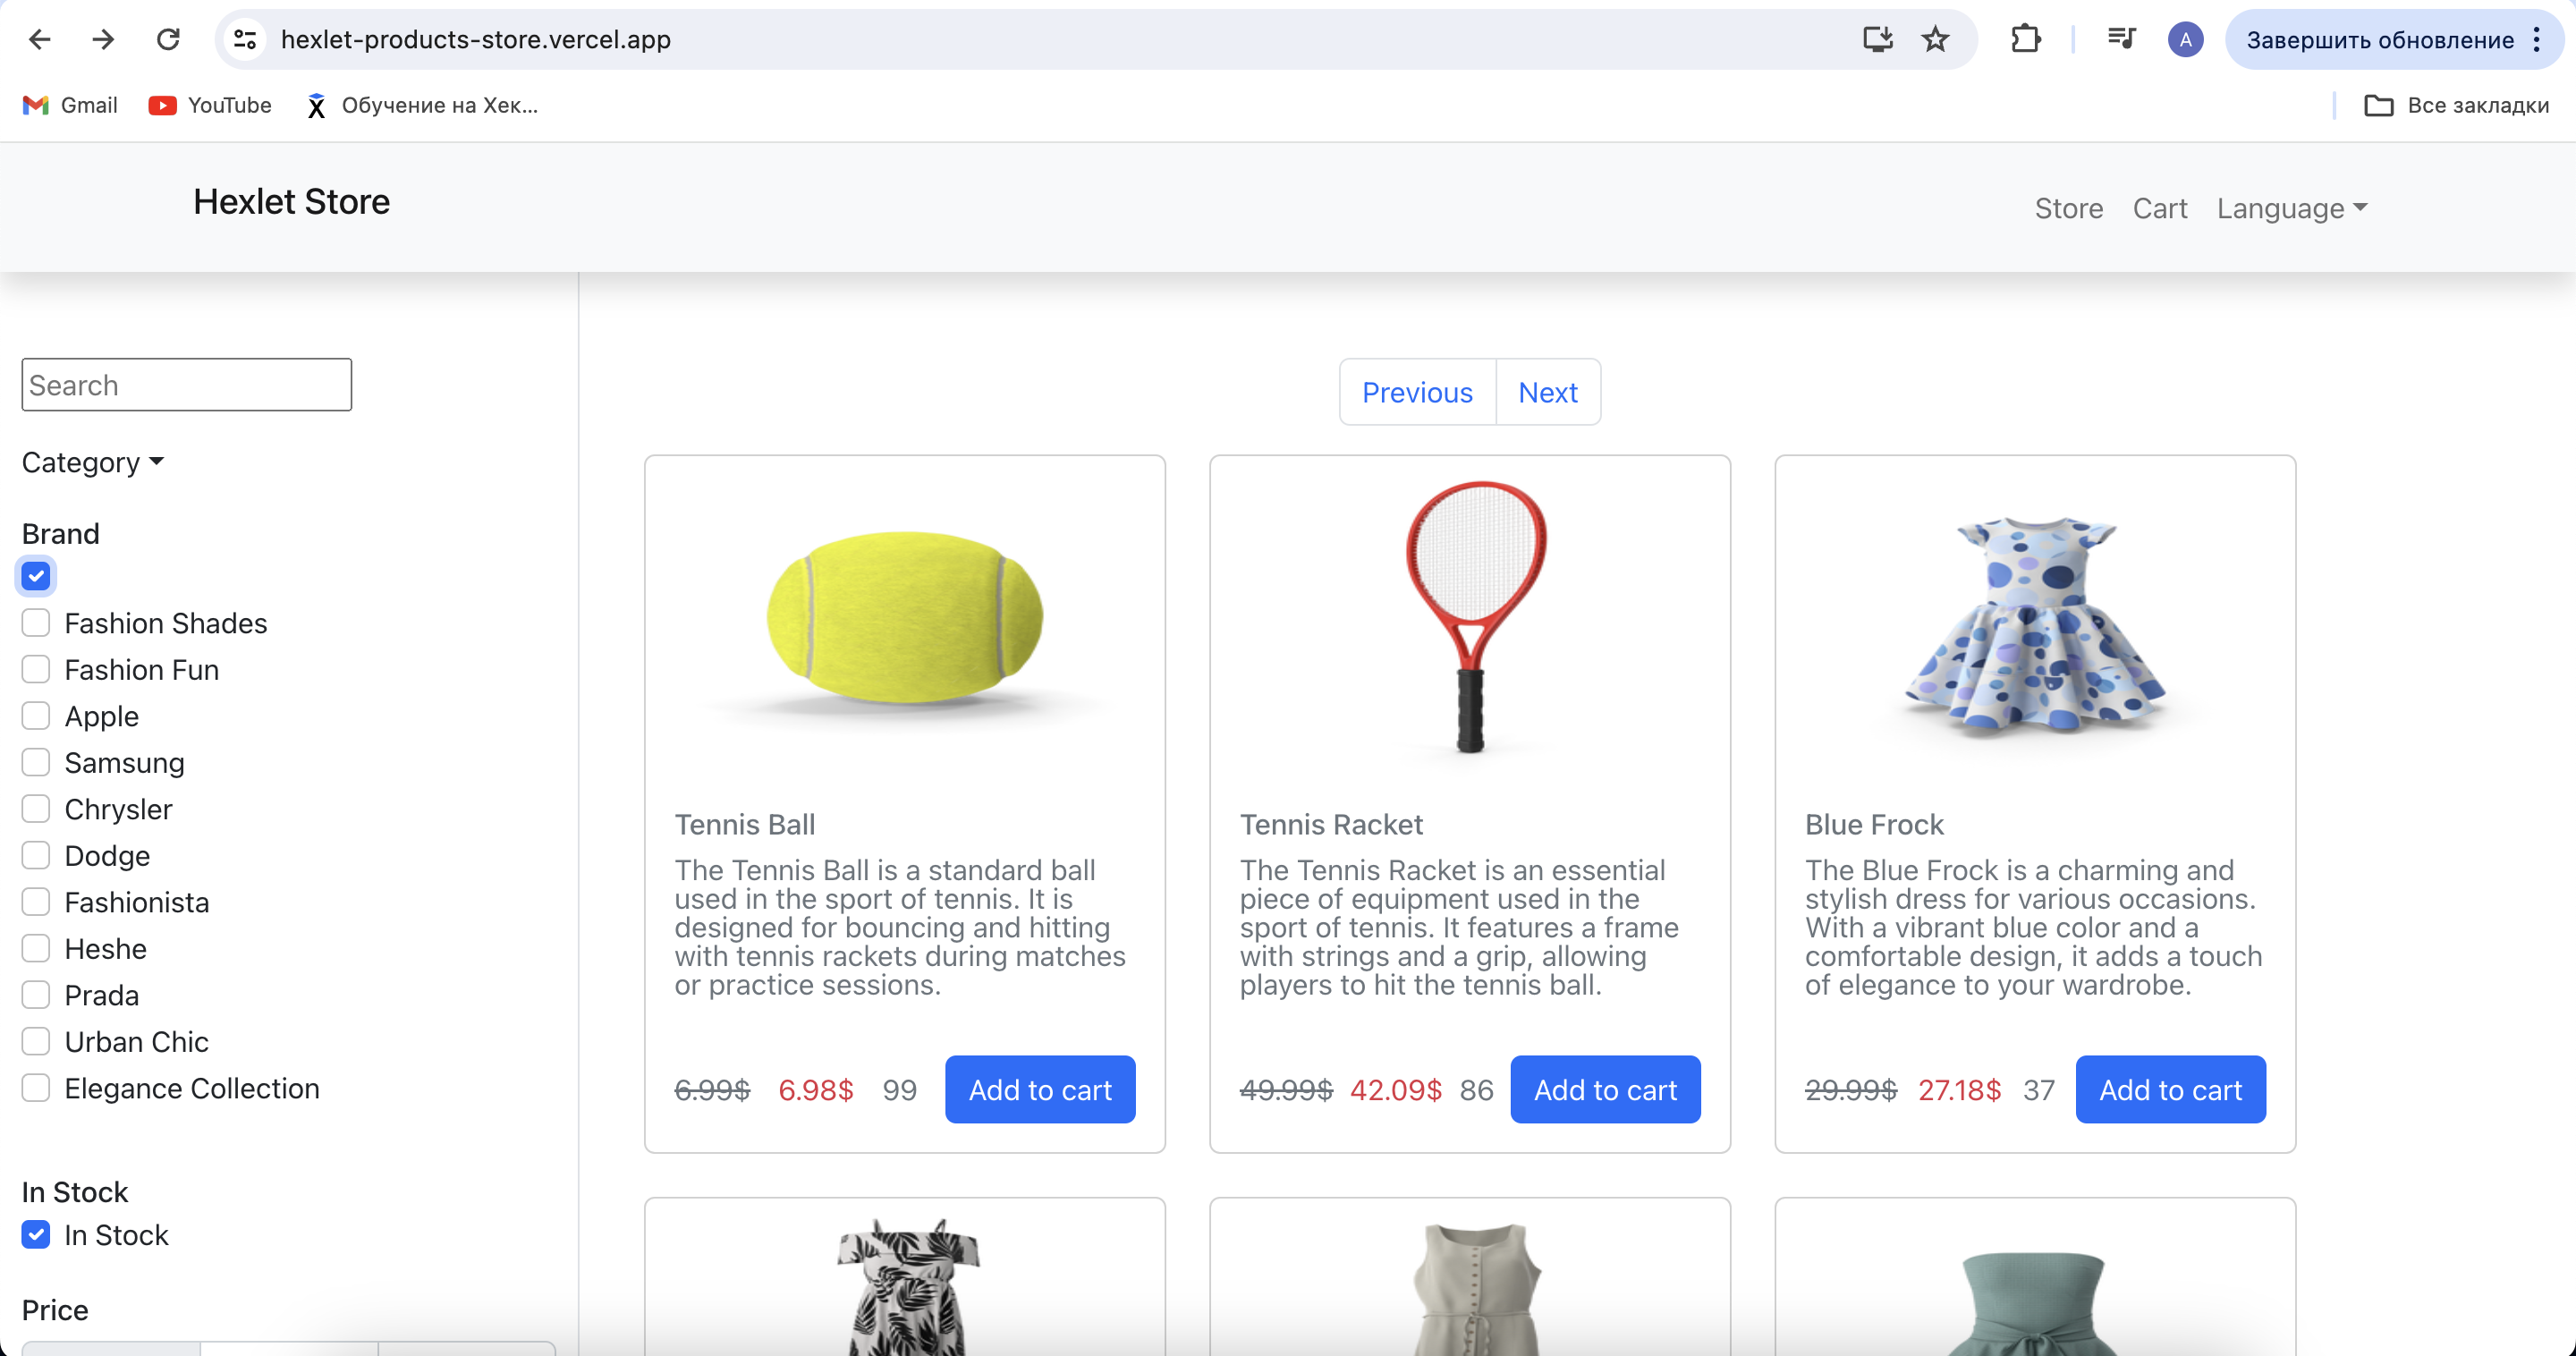 hexlet-products-store.vercel.app
A
Завершить обновление
Gmail
YouTube
Обучение на Хек...
Все закладки
Hexlet Store
Store
Cart
Language
Search
Category
Brand
Fashion Shades
Fashion Fun
Apple
Samsung
Chrysler
Dodge
Fashionista
Heshe
Prada
Urban Chic
Elegance Collection
In Stock
In Stock
Price
Previous
Next
Tennis Ball
The Tennis Ball is a standard ball
used in the sport of tennis. It is
designed for bouncing and hitting
with tennis rackets during matches
or practice sessions.
6.99$ 6.98$ 99 Add to cart
Tennis Racket
The Tennis Racket is an essential
piece of equipment used in the
sport of tennis. It features a frame
with strings and a grip, allowing
players to hit the tennis ball.
49.99$ 42.09$ 86 Add to cart
Blue Frock
The Blue Frock is a charming and
stylish dress for various occasions.
With a vibrant blue color and a
comfortable design, it adds a touch
of elegance to your wardrobe.
29.99$ 27.18$ 37 Add to cart